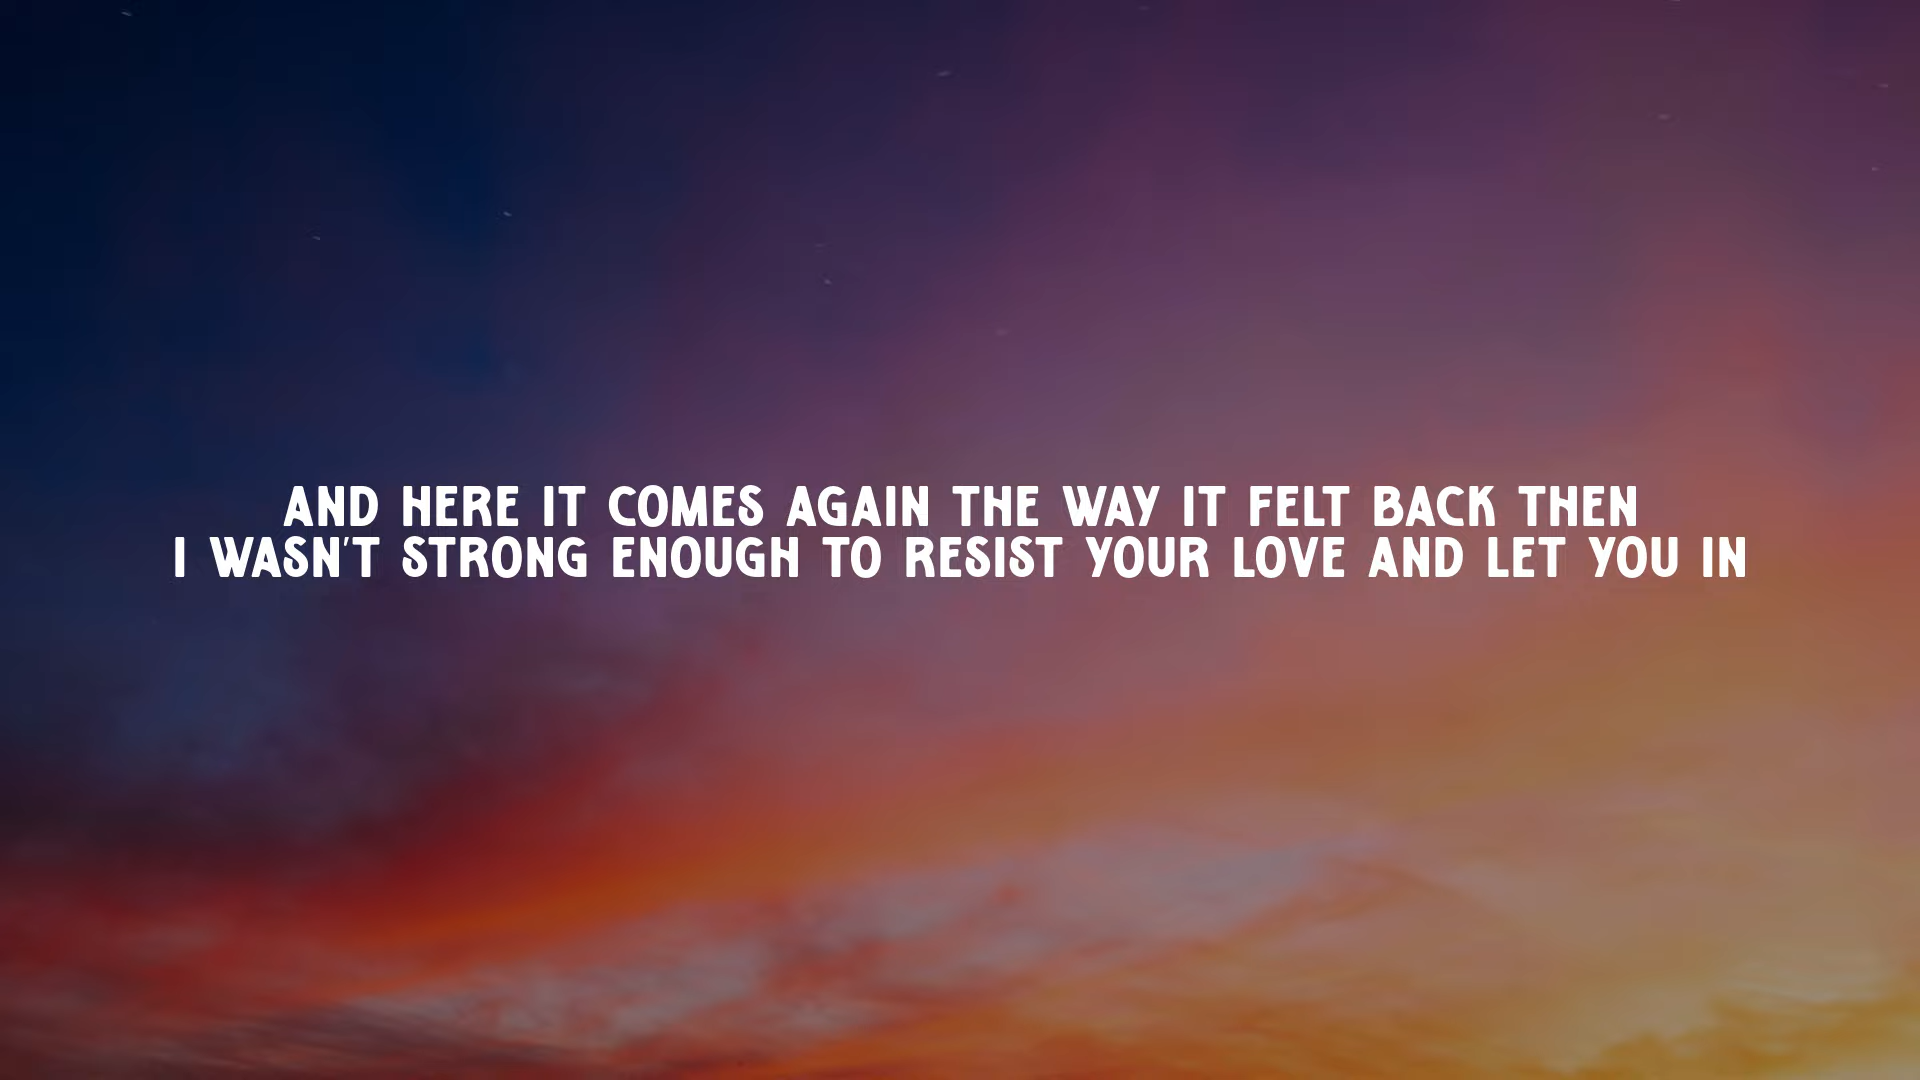 AND HERE IT COMES AGAIN THE WAY IT FELT BACK THEN
I WASN'T STRONG ENOUGH TO RESIST YOUR LOVE AND LET YOU IN